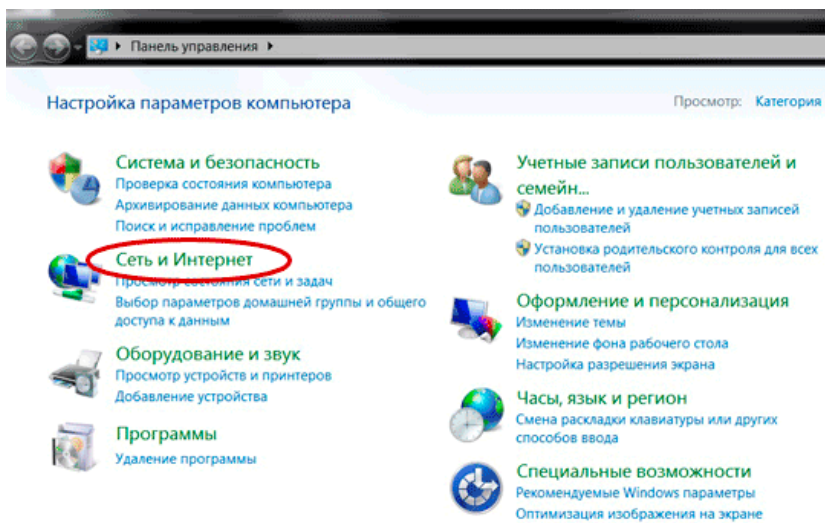 Панель управления
Настройка параметров компьютера
Просмотр: Категория
Система и безопасность
Проверка состояния компьютера
Архивирование данных компьютера
Поиск и исправление проблем
Сеть и Интернет
Просмотр состояния сети и задач
Выбор параметров домашней группы и общего
доступа к данным
Оборудование и звук
Просмотр устройств и принтеров
Добавление устройства
Программы
Удаление программы
Учетные записи пользователей и
семейн...
Добавление и удаление учетных записей
пользователей
Установка родительского контроля для всех
пользователей
Оформление и персонализация
Изменение темы
Изменение фона рабочего стола
Настройка разрешения экрана
Часы, язык и регион
Смена раскладки клавиатуры или других
способов ввода
Специальные возможности
Рекомендуемые Windows параметры
Оптимизация изображения на экране